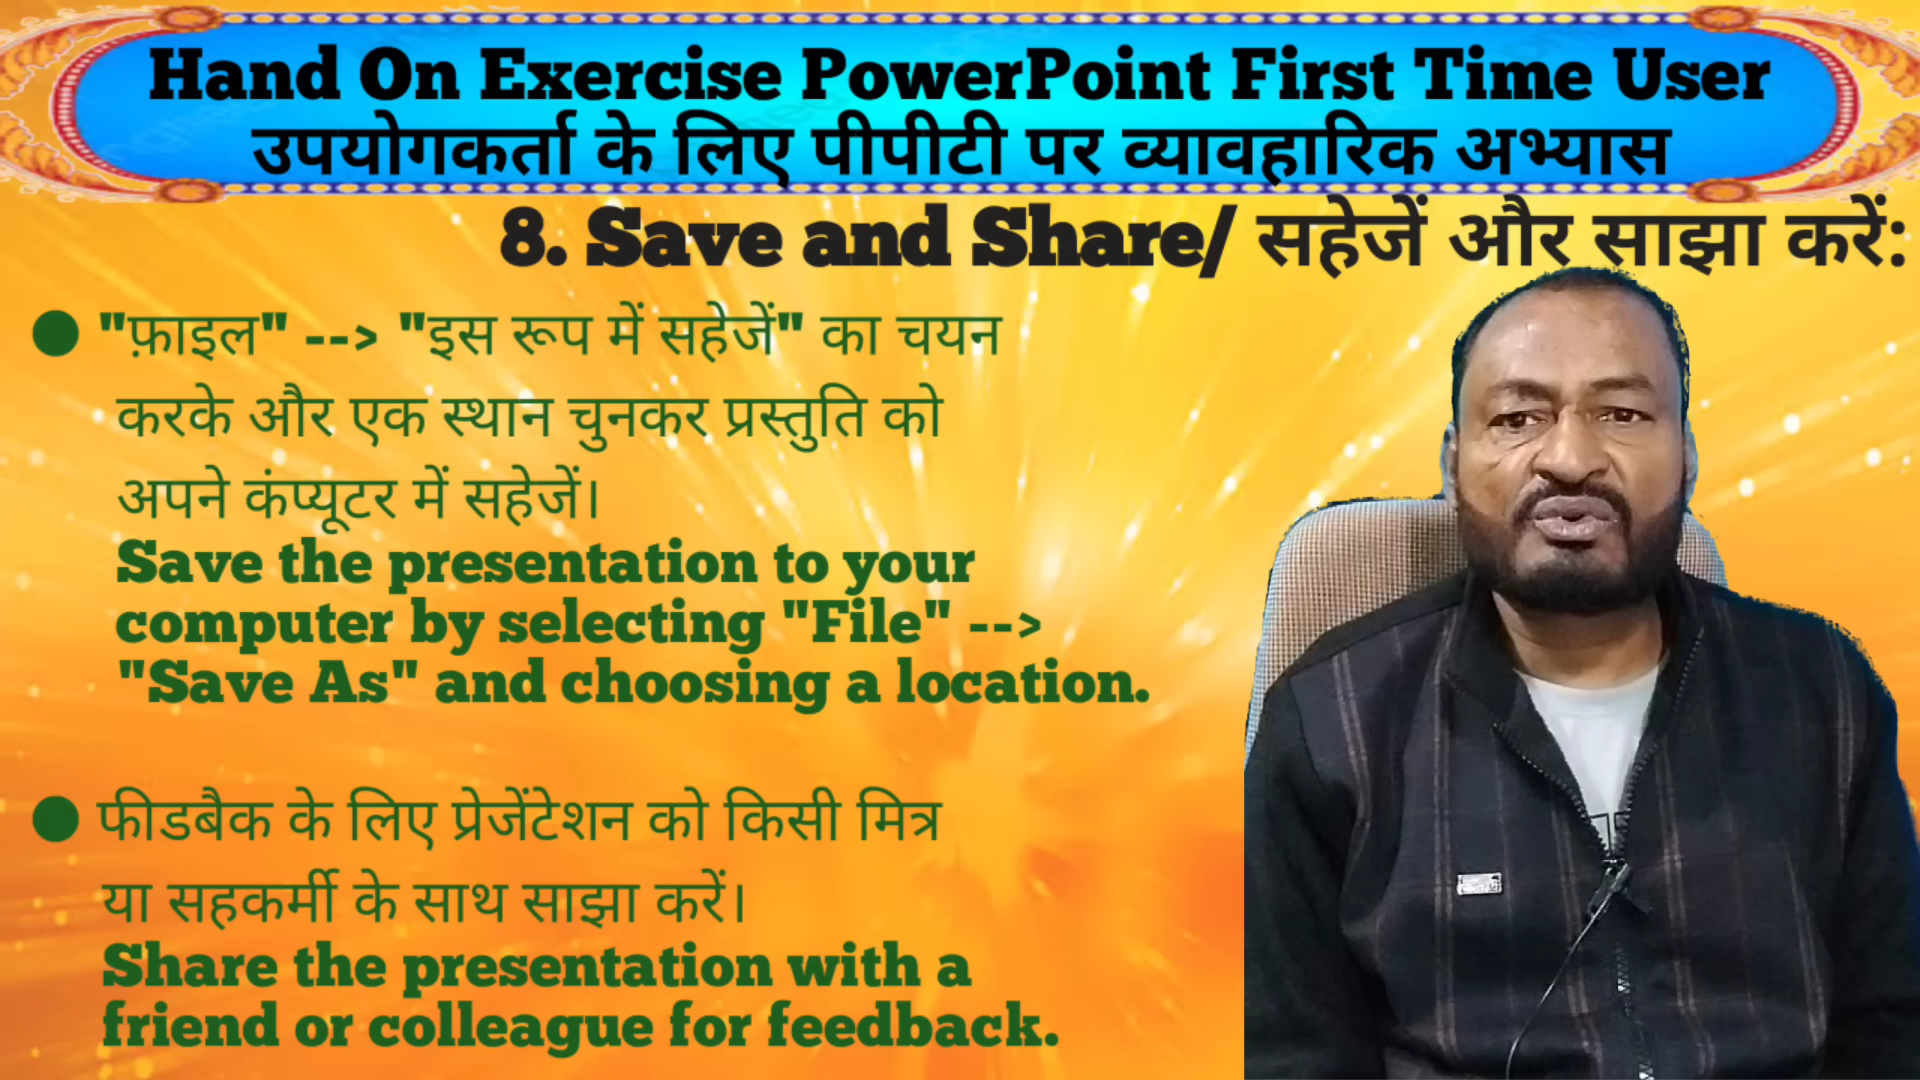 Hand On Exercise PowerPoint First Time User
उपयोगकर्ता के लिए पीपीटी पर व्यावहारिक अभ्यास
8. Save and Share/ सहेजें और साझा करें:
"फ़ाइल" --> "इस रूप में सहेजें" का चयन
करके और एक स्थान चुनकर प्रस्तुति को
अपने कंप्यूटर में सहेजें।
Save the presentation to your
computer by selecting "File" -->
"Save As" and choosing a location.
फीडबैक के लिए प्रेजेंटेशन को किसी मित्र
या सहकर्मी के साथ साझा करें।
Share the presentation with a
friend or colleague for feedback.